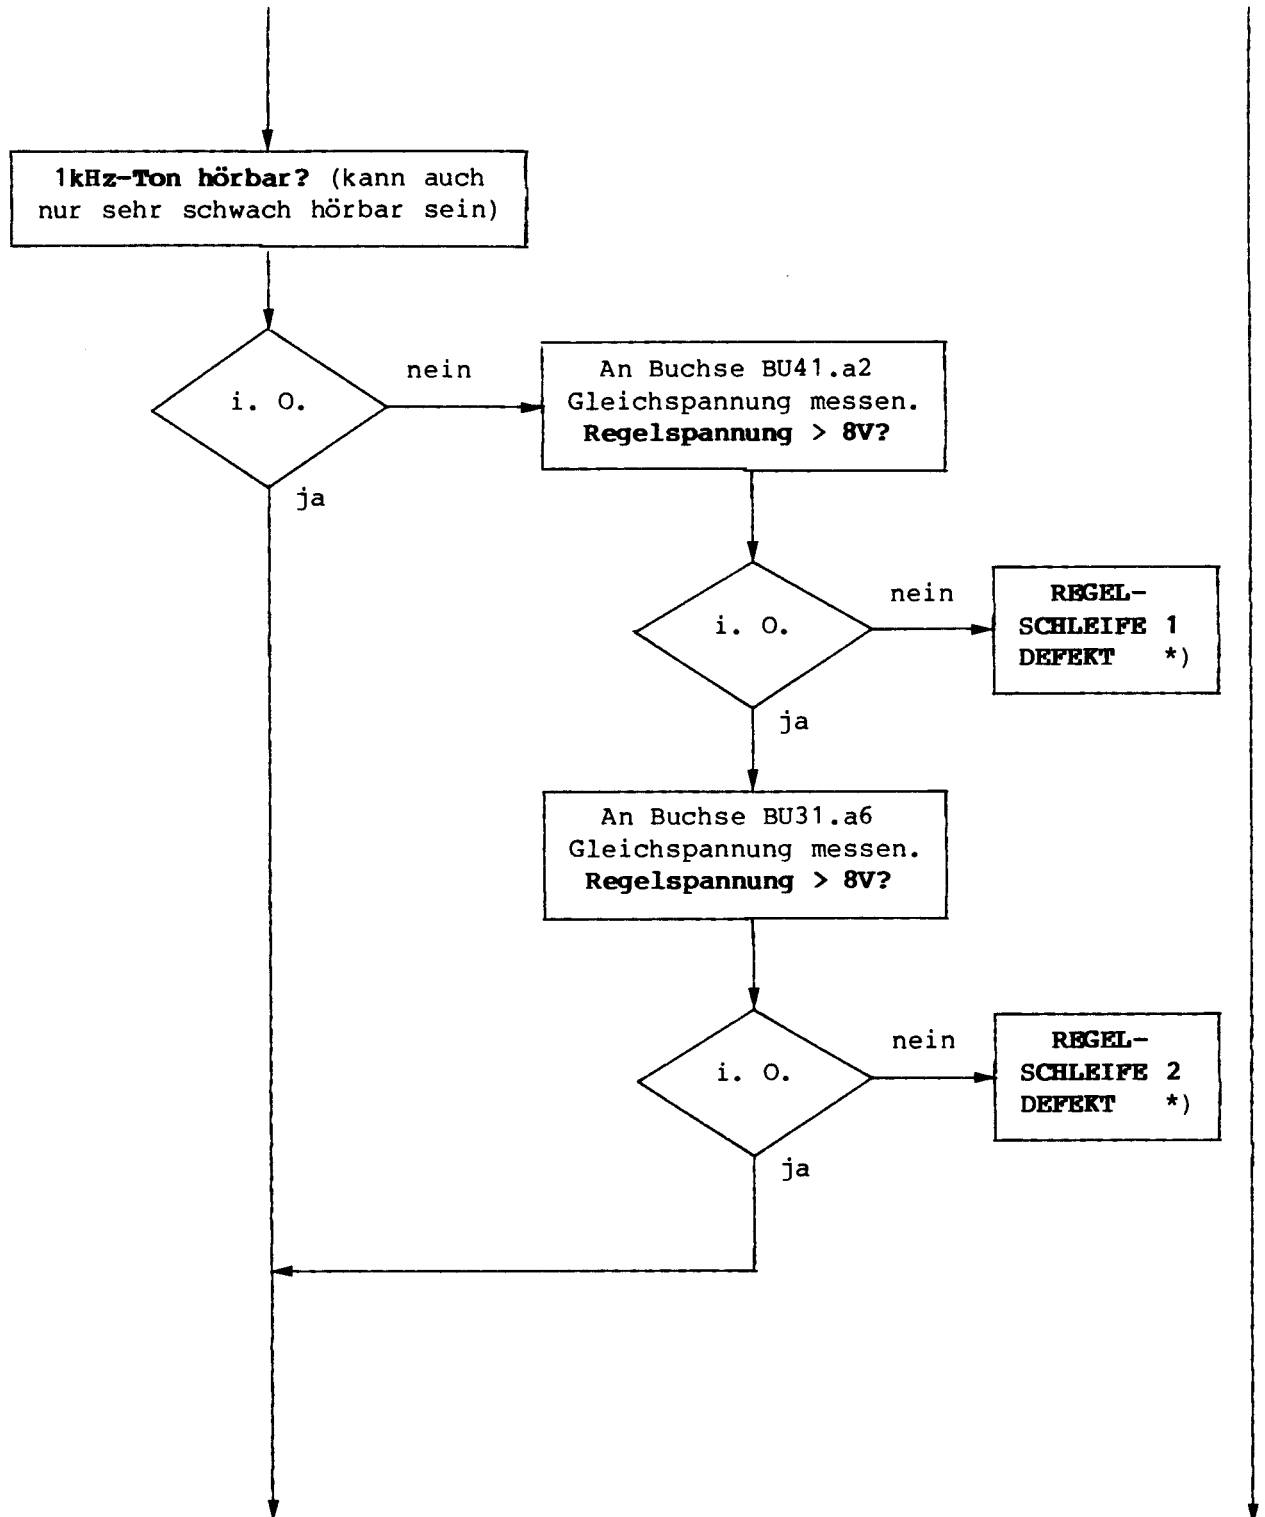 1kHz-Ton hörbar? (kann auch
nur sehr schwach hörbar sein)
i. O.
nein
ja
An Buchse BU41.a2
Gleichspannung messen.
Regelspannung > 8V?
i. O.
nein
ja
REGEL-
SCHLEIFE 1
DEFEKT *)
An Buchse BU31.a6
Gleichspannung messen.
Regelspannung > 8V?
i. O.
nein
ja
REGEL-
SCHLEIFE 2
DEFEKT *)